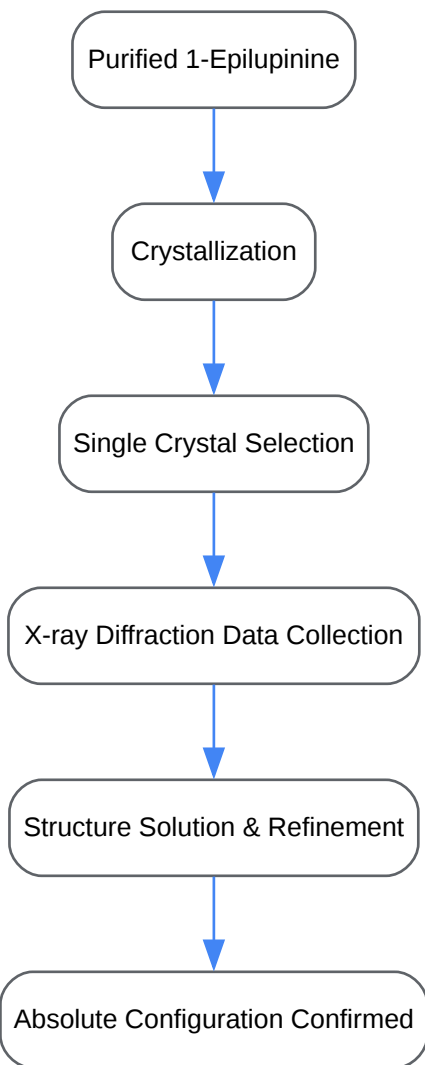 Purified 1-Epilupinine
Crystallization
Single Crystal Selection
X-ray Diffraction Data Collection
Structure Solution & Refinement
Absolute Configuration Confirmed